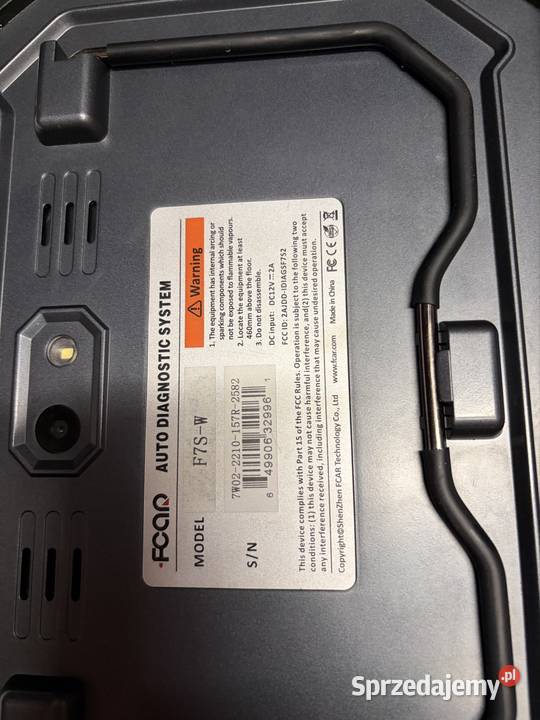 FCAR AUTO DIAGNOSTIC SYSTEM
MODEL F7S-W
S/N 7W02-2210-157R-2582
6 49906 32996 1
Warning
1. The equipment has internal arcing or
sparking components which should
not be exposed to flammable vapours.
2. Locate the equipment at least
460mm above the floor.
3. Do not disassemble.
DC input: DC12V⎓2A
FCC ID: 2AJDD-IDIAGSF7S2
This device complies with Part 15 of the FCC Rules. Operation is subject to the following two
conditions: (1) this device may not cause harmful interference, and(2) this device must accept
any interference received, including interference that may cause undesired operation.
Copyright©ShenZhen FCAR Technology Co., Ltd www.fcar.com Made in China FC CE
Sprzedajemy.pl